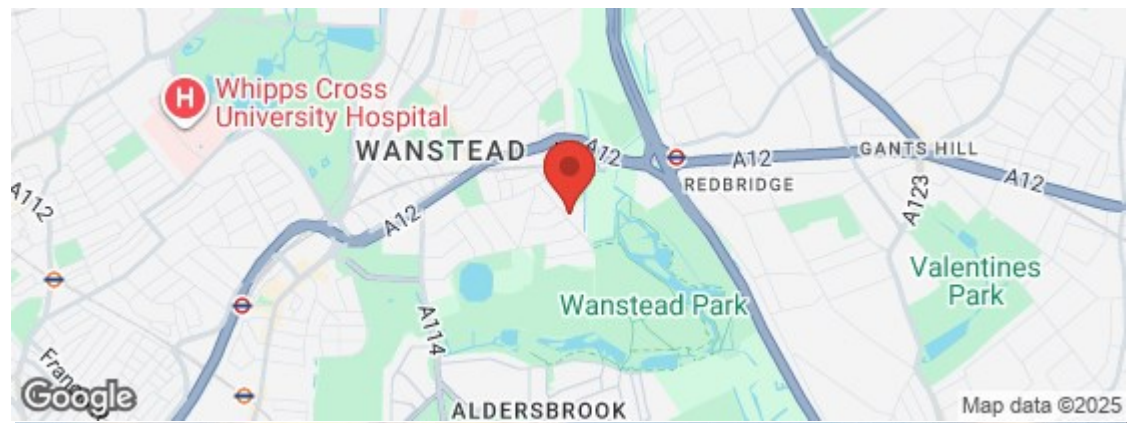 H
Whipps Cross
University Hospital
WANSTEAD
A12
A12
GANTS HILL
REDBRIDGE
A12
A112
A123
A12
Valentines
Park
Wanstead Park
A114
ALDERSBROOK
Google
Map data ©2025